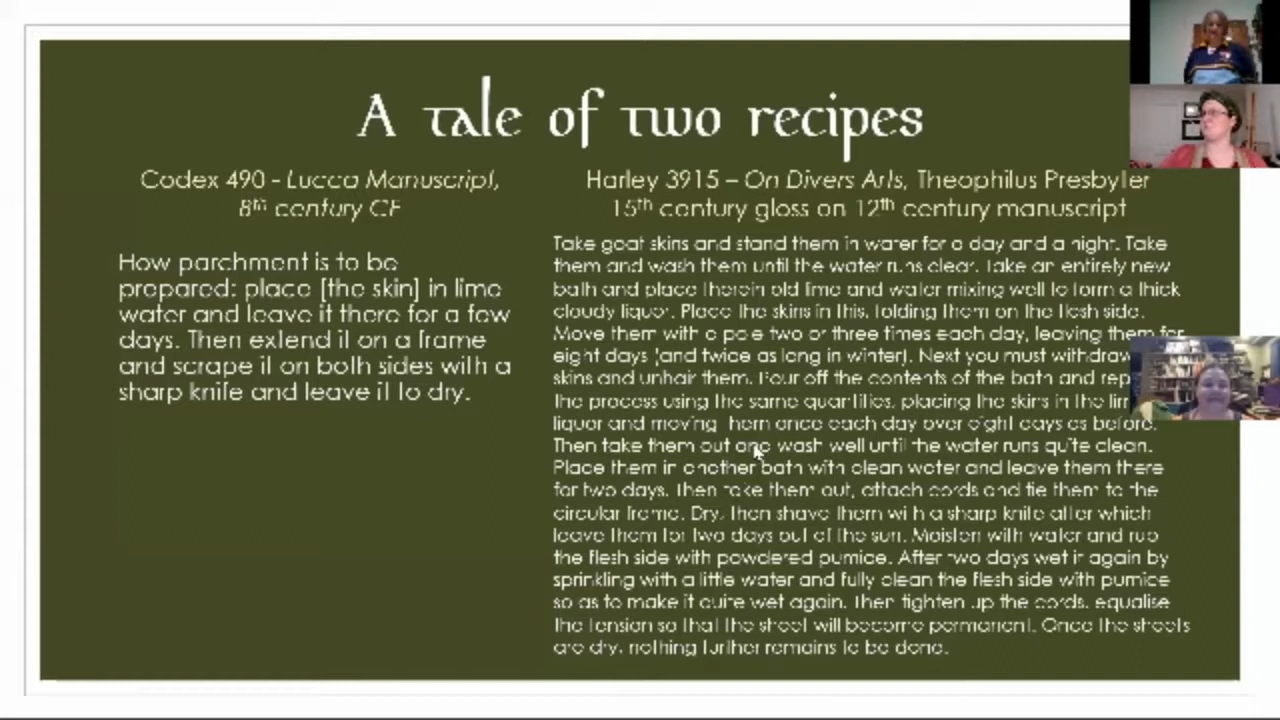 A tale of two recipes
Codex 490 - Lucca Manuscript,
8th century CE
How parchment is to be
prepared: place [the skin] in lime
water and leave it there for a few
days. Then extend it on a frame
and scrape it on both sides with a
sharp knife and leave it to dry.
Harley 3915 – On Divers Arts, Theophilus Presbyter
15th century gloss on 12th century manuscript
Take goat skins and stand them in water for a day and a night. Take
them and wash them until the water runs clear. Take an entirely new
bath and place therein old lime and water mixing well to form a thick
cloudy liquor. Place the skins in this, folding them on the flesh side.
Move them with a pole two or three times each day, leaving them for
eight days (and twice as long in winter). Next you must withdraw
skins and unhair them. Pour off the contents of the bath and rep
the process using the same quantities, placing the skins in the lim
liquor and moving them once each day over eight days as before.
Then take them out and wash well until the water runs quite clean.
Place them in another bath with clean water and leave them there
for two days. Then take them out, attach cords and tie them to the
circular frame. Dry, then shave them with a sharp knife after which
leave them for two days out of the sun. Moisten with water and rub
the flesh side with powdered pumice. After two days wet it again by
sprinkling with a little water and fully clean the flesh side with pumice
so as to make it quite wet again. Then tighten up the cords, equalise
the tension so that the sheet will become permanent. Once the sheets
are dry, nothing further remains to be done.